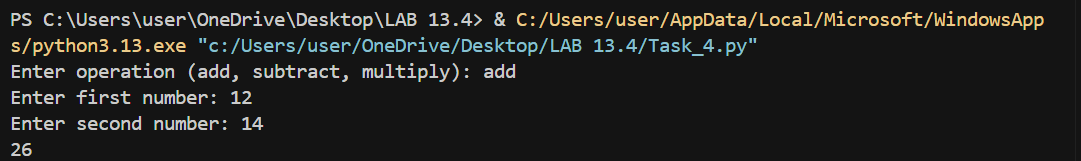 PS C:\Users\user\OneDrive\Desktop\LAB 13.4> & C:/Users/user/AppData/Local/Microsoft/WindowsApp
s/python3.13.exe "c:/Users/user/OneDrive/Desktop/LAB 13.4/Task_4.py"
Enter operation (add, subtract, multiply): add
Enter first number: 12
Enter second number: 14
26